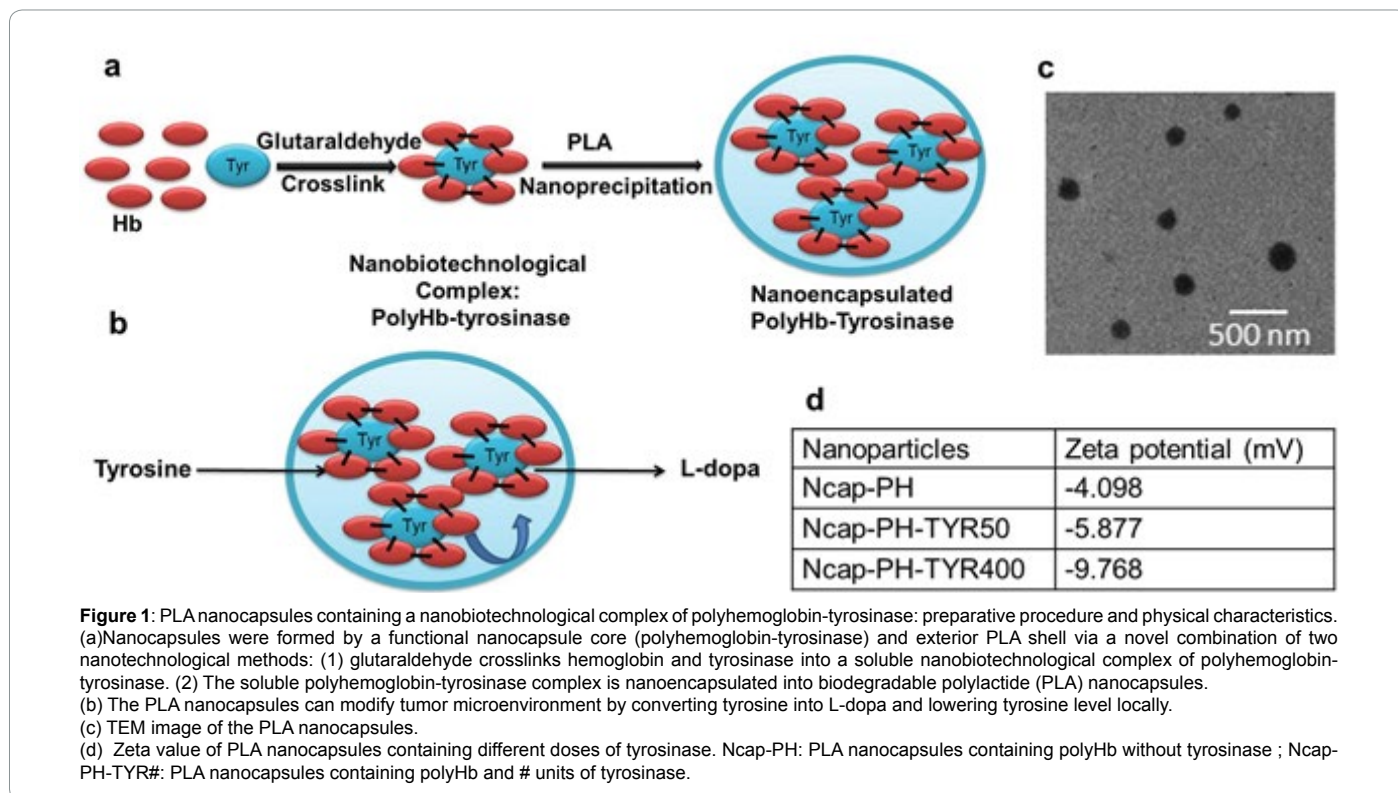 a
Glutaraldehyde
Crosslink
Tyr
Hb
Tyr
PLA
Nanoprecipitation
Tyr
Tyr
Tyr
Nanobiotechnological
Complex:
PolyHb-tyrosinase
Nanoencapsulated
PolyHb-Tyrosinase
b
Tyrosine
Tyr
Tyr
Tyr
L-dopa
c
500 nm
d
Nanoparticles Zeta potential (mV)
Ncap-PH -4.098
Ncap-PH-TYR50 -5.877
Ncap-PH-TYR400 -9.768
Figure 1: PLA nanocapsules containing a nanobiotechnological complex of polyhemoglobin-tyrosinase: preparative procedure and physical characteristics.
(a)Nanocapsules were formed by a functional nanocapsule core (polyhemoglobin-tyrosinase) and exterior PLA shell via a novel combination of two
nanotechnological methods: (1) glutaraldehyde crosslinks hemoglobin and tyrosinase into a soluble nanobiotechnological complex of polyhemoglobin-
tyrosinase. (2) The soluble polyhemoglobin-tyrosinase complex is nanoencapsulated into biodegradable polylactide (PLA) nanocapsules.
(b) The PLA nanocapsules can modify tumor microenvironment by converting tyrosine into L-dopa and lowering tyrosine level locally.
(c) TEM image of the PLA nanocapsules.
(d) Zeta value of PLA nanocapsules containing different doses of tyrosinase. Ncap-PH: PLA nanocapsules containing polyHb without tyrosinase ; Ncap-
PH-TYR#: PLA nanocapsules containing polyHb and # units of tyrosinase.